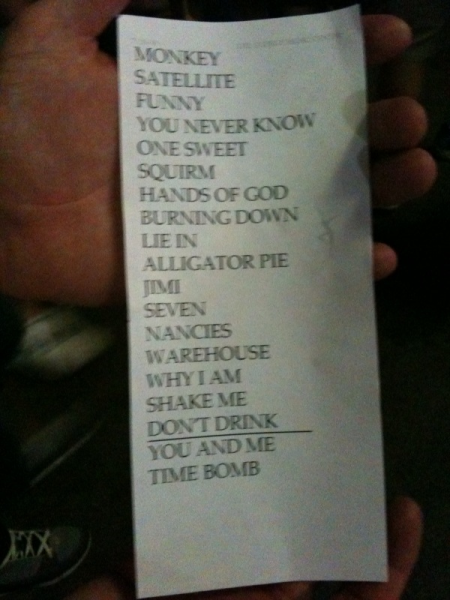 MONKEY
SATELLITE
FUNNY
YOU NEVER KNOW
ONE SWEET
SQUIRM
HANDS OF GOD
BURNING DOWN
LIE IN
ALLIGATOR PIE
JIMI
SEVEN
NANCIES
WAREHOUSE
WHY I AM
SHAKE ME
DON'T DRINK
YOU AND ME
TIME BOMB